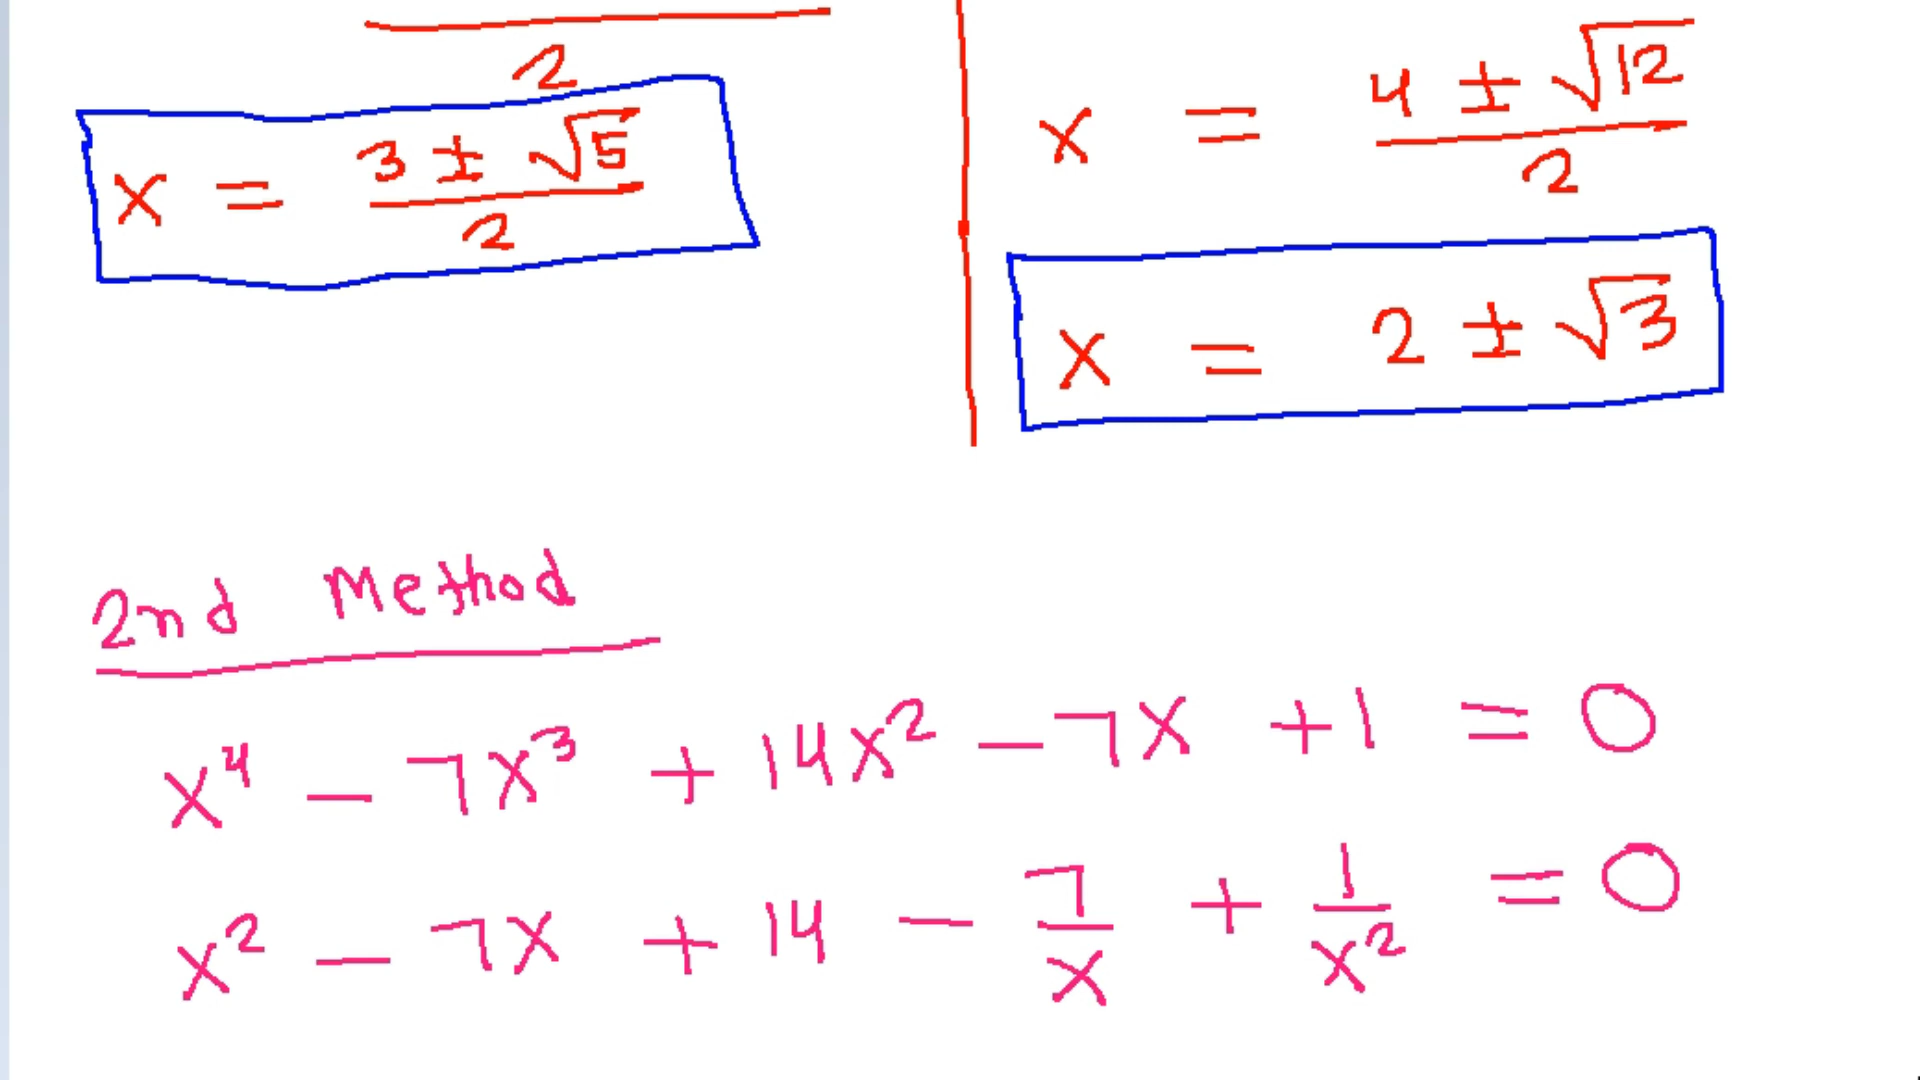 2
x = (3 ± √5)/2
x = (4 ± √12)/2
x = 2 ± √3
2nd Method
x⁴ − 7x³ + 14x² − 7x + 1 = 0
x² − 7x + 14 − 7/x + 1/x² = 0